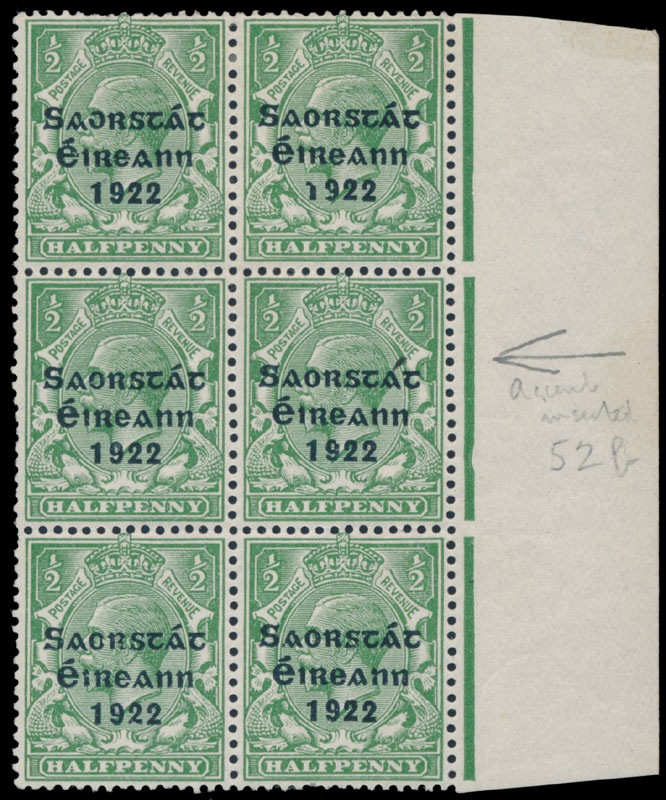 ½ ½ ½ ½
POSTAGE REVENUE POSTAGE REVENUE
Saorstát Saorstát
Éireann Éireann
1922 1922
HALFPENNY HALFPENNY
½ ½ ½ ½
POSTAGE REVENUE POSTAGE REVENUE
Saorstát Saorstát
Éireann Éireann
1922 1922
HALFPENNY HALFPENNY
accent
inserted
52
½ ½ ½ ½
POSTAGE REVENUE POSTAGE REVENUE
Saorstát Saorstát
Éireann Éireann
1922 1922
HALFPENNY HALFPENNY